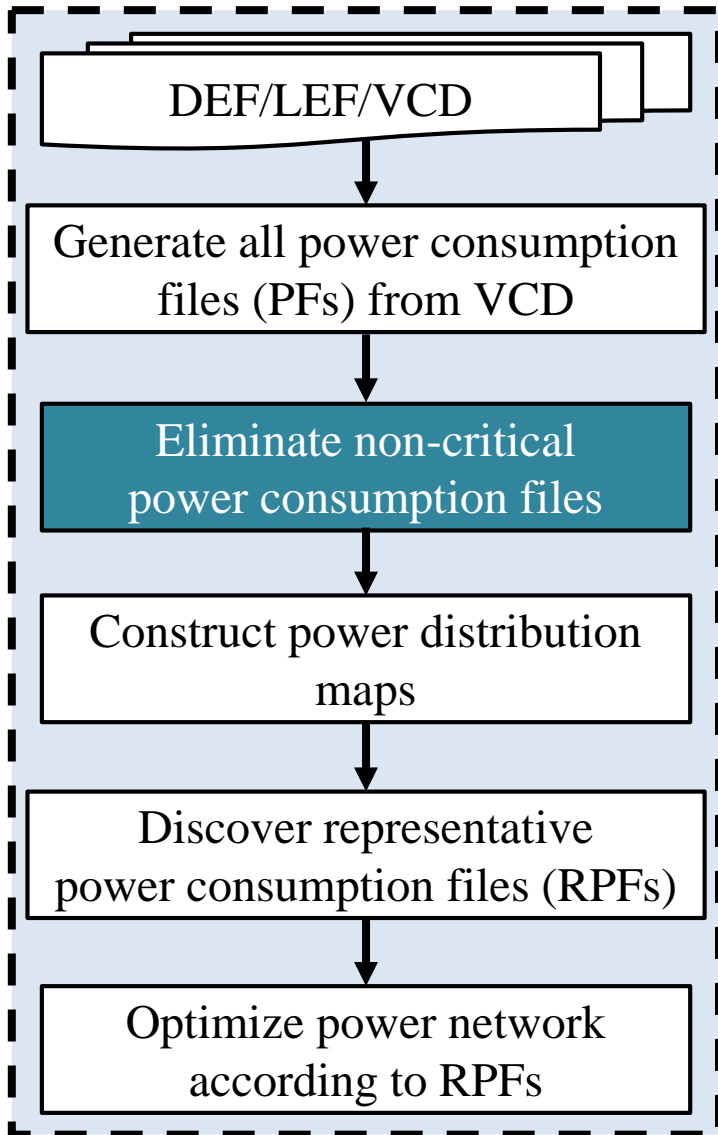 DEF/LEF/VCD
Generate all power consumption
files (PFs) from VCD
Eliminate non-critical
power consumption files
Construct power distribution
maps
Discover representative
power consumption files (RPFs)
Optimize power network
according to RPFs